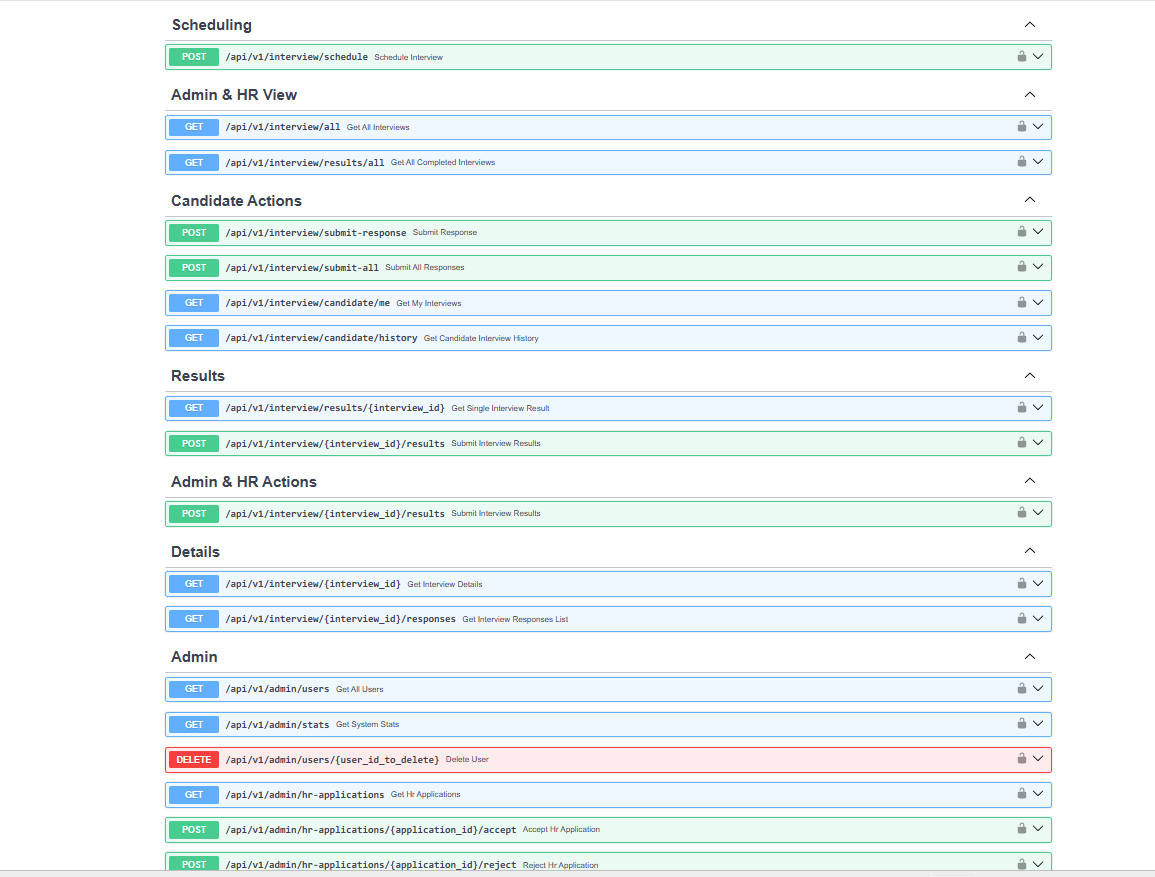 Scheduling
POST /api/v1/interview/schedule Schedule Interview
Admin & HR View
GET /api/v1/interview/all Get All Interviews
GET /api/v1/interview/results/all Get All Completed Interviews
Candidate Actions
POST /api/v1/interview/submit-response Submit Response
POST /api/v1/interview/submit-all Submit All Responses
GET /api/v1/interview/candidate/me Get My Interviews
GET /api/v1/interview/candidate/history Get Candidate Interview History
Results
GET /api/v1/interview/results/{interview_id} Get Single Interview Result
POST /api/v1/interview/{interview_id}/results Submit Interview Results
Admin & HR Actions
POST /api/v1/interview/{interview_id}/results Submit Interview Results
Details
GET /api/v1/interview/{interview_id} Get Interview Details
GET /api/v1/interview/{interview_id}/responses Get Interview Responses List
Admin
GET /api/v1/admin/users Get All Users
GET /api/v1/admin/stats Get System Stats
DELETE /api/v1/admin/users/{user_id_to_delete} Delete User
GET /api/v1/admin/hr-applications Get Hr Applications
POST /api/v1/admin/hr-applications/{application_id}/accept Accept Hr Application
POST /api/v1/admin/hr-applications/{application_id}/reject Reject Hr Application